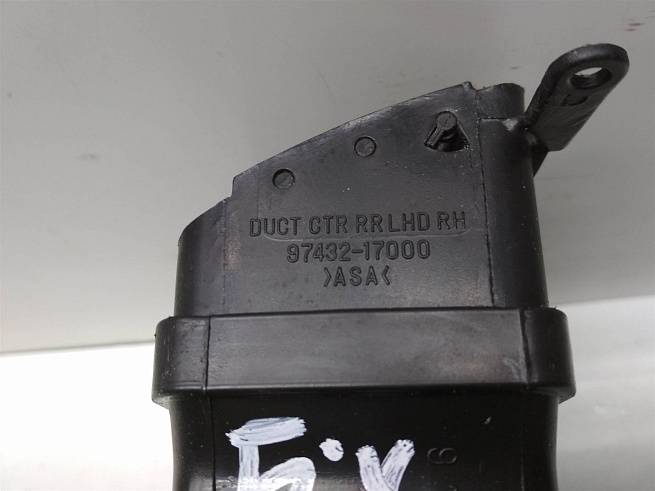 DUCT CTR RR LHD RH
97432-17000
>ASA<